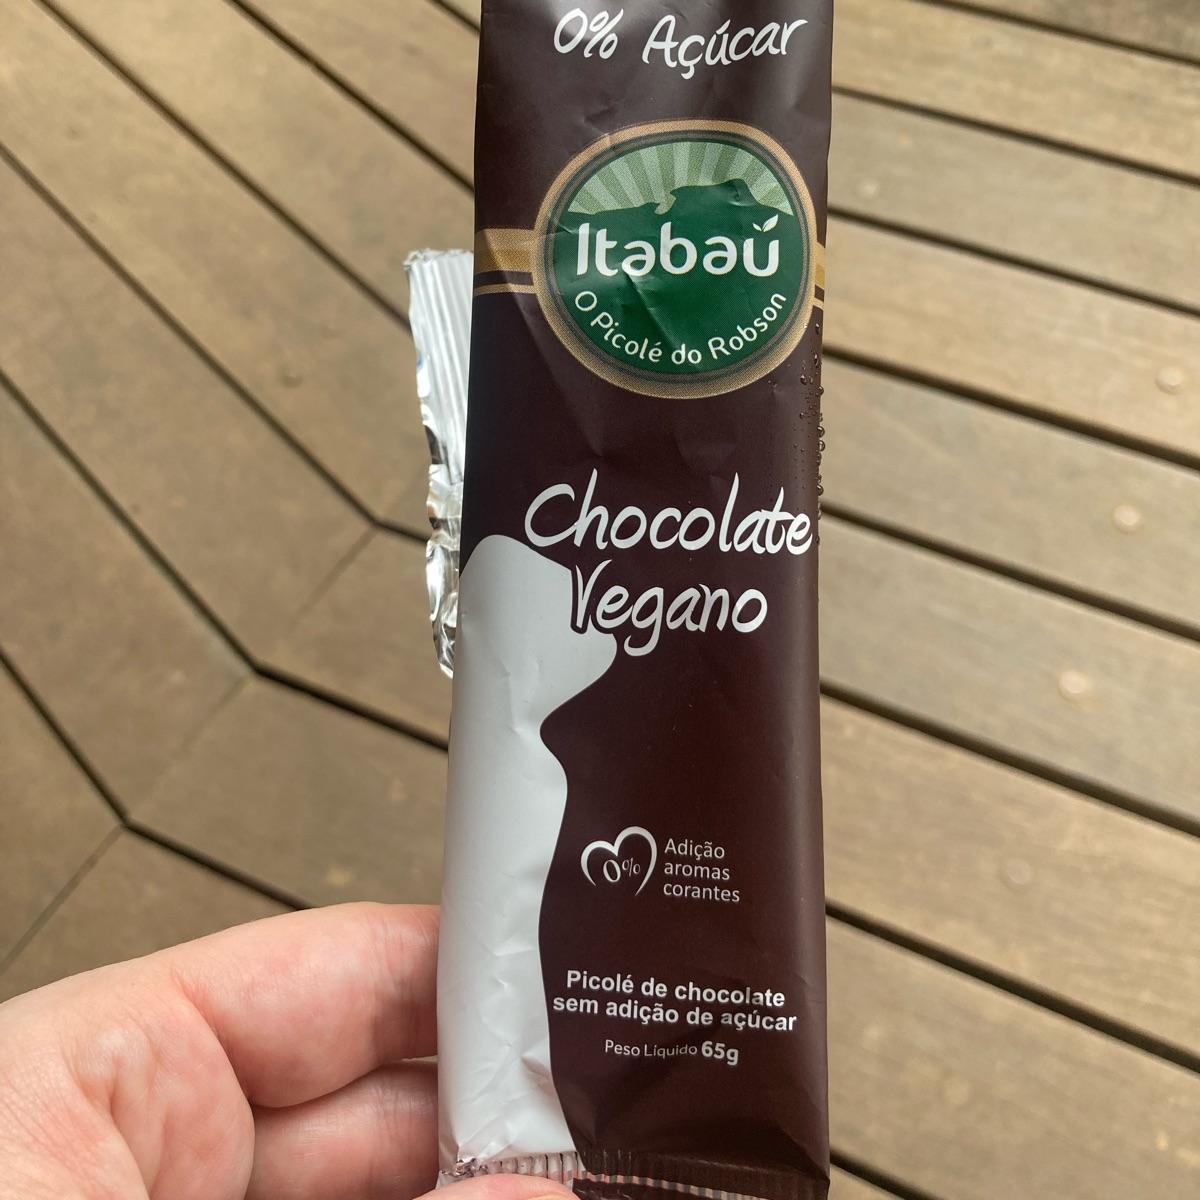 0% Açúcar
Itabaú
O Picolé do Robson
Chocolate
Vegano
0%
Adição
aromas
corantes
Picolé de chocolate
sem adição de açúcar
Peso Líquido 65g